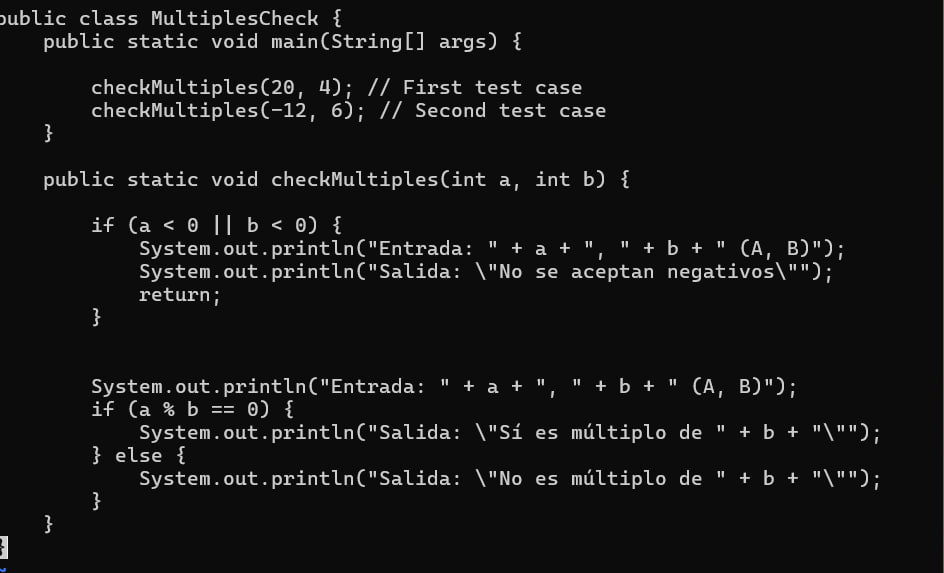 public class MultiplesCheck {
    public static void main(String[] args) {

        checkMultiples(20, 4); // First test case
        checkMultiples(-12, 6); // Second test case
    }

    public static void checkMultiples(int a, int b) {

        if (a < 0 || b < 0) {
            System.out.println("Entrada: " + a + ", " + b + " (A, B)");
            System.out.println("Salida: \"No se aceptan negativos\"");
            return;
        }


        System.out.println("Entrada: " + a + ", " + b + " (A, B)");
        if (a % b == 0) {
            System.out.println("Salida: \"Sí es múltiplo de " + b + "\"");
        } else {
            System.out.println("Salida: \"No es múltiplo de " + b + "\"");
        }
    }
}
~